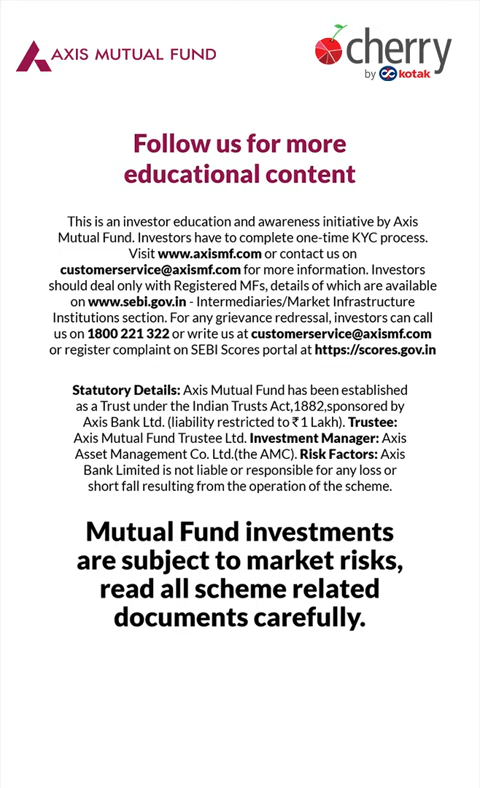 AXIS MUTUAL FUND
cherry
by kotak
Follow us for more
educational content
This is an investor education and awareness initiative by Axis
Mutual Fund. Investors have to complete one-time KYC process.
Visit www.axismf.com or contact us on
customerservice@axismf.com for more information. Investors
should deal only with Registered MFs, details of which are available
on www.sebi.gov.in - Intermediaries/Market Infrastructure
Institutions section. For any grievance redressal, investors can call
us on 1800 221 322 or write us at customerservice@axismf.com
or register complaint on SEBI Scores portal at https://scores.gov.in
Statutory Details: Axis Mutual Fund has been established
as a Trust under the Indian Trusts Act,1882,sponsored by
Axis Bank Ltd. (liability restricted to ₹1 Lakh). Trustee:
Axis Mutual Fund Trustee Ltd. Investment Manager: Axis
Asset Management Co. Ltd.(the AMC). Risk Factors: Axis
Bank Limited is not liable or responsible for any loss or
short fall resulting from the operation of the scheme.
Mutual Fund investments
are subject to market risks,
read all scheme related
documents carefully.